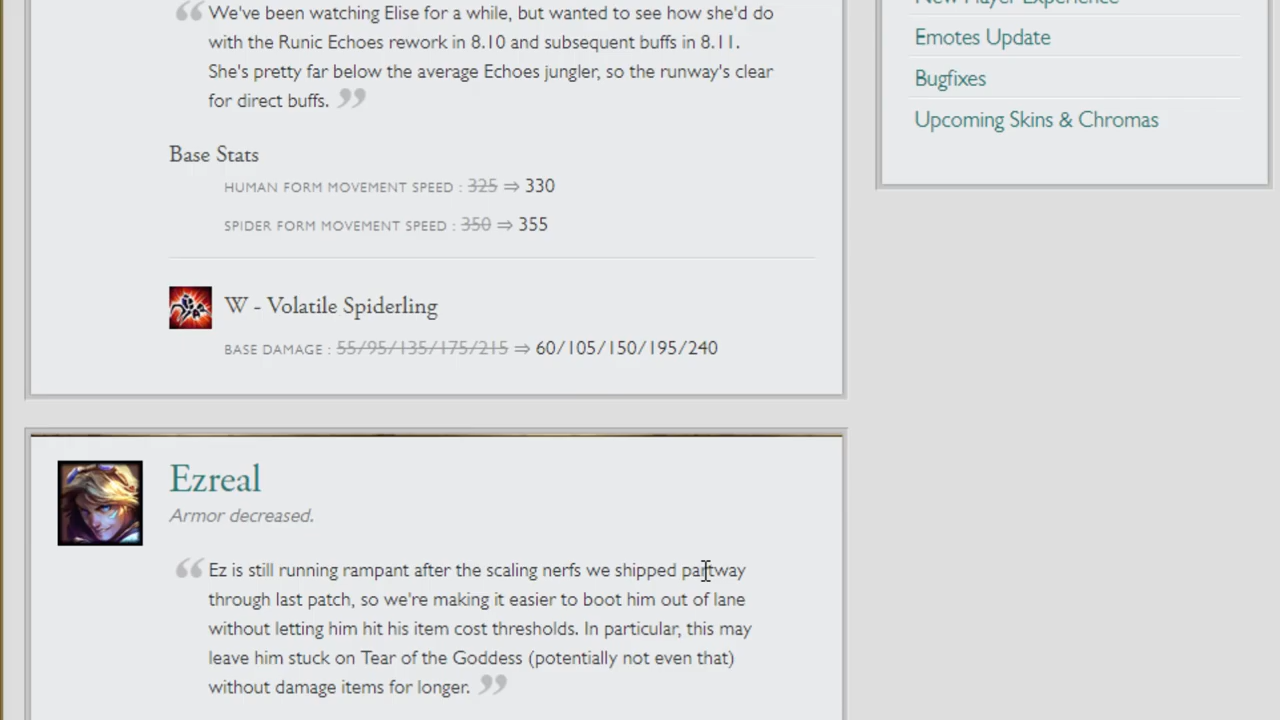 We've been watching Elise for a while, but wanted to see how she'd do
with the Runic Echoes rework in 8.10 and subsequent buffs in 8.11.
She's pretty far below the average Echoes jungler, so the runway's clear
for direct buffs.
Base Stats
HUMAN FORM MOVEMENT SPEED : 325 ⇒ 330
SPIDER FORM MOVEMENT SPEED : 350 ⇒ 355
W - Volatile Spiderling
BASE DAMAGE : 55/95/135/175/215 ⇒ 60/105/150/195/240
Ezreal
Armor decreased.
Ez is still running rampant after the scaling nerfs we shipped partway
through last patch, so we're making it easier to boot him out of lane
without letting him hit his item cost thresholds. In particular, this may
leave him stuck on Tear of the Goddess (potentially not even that)
without damage items for longer.
New Player Experience
Emotes Update
Bugfixes
Upcoming Skins & Chromas